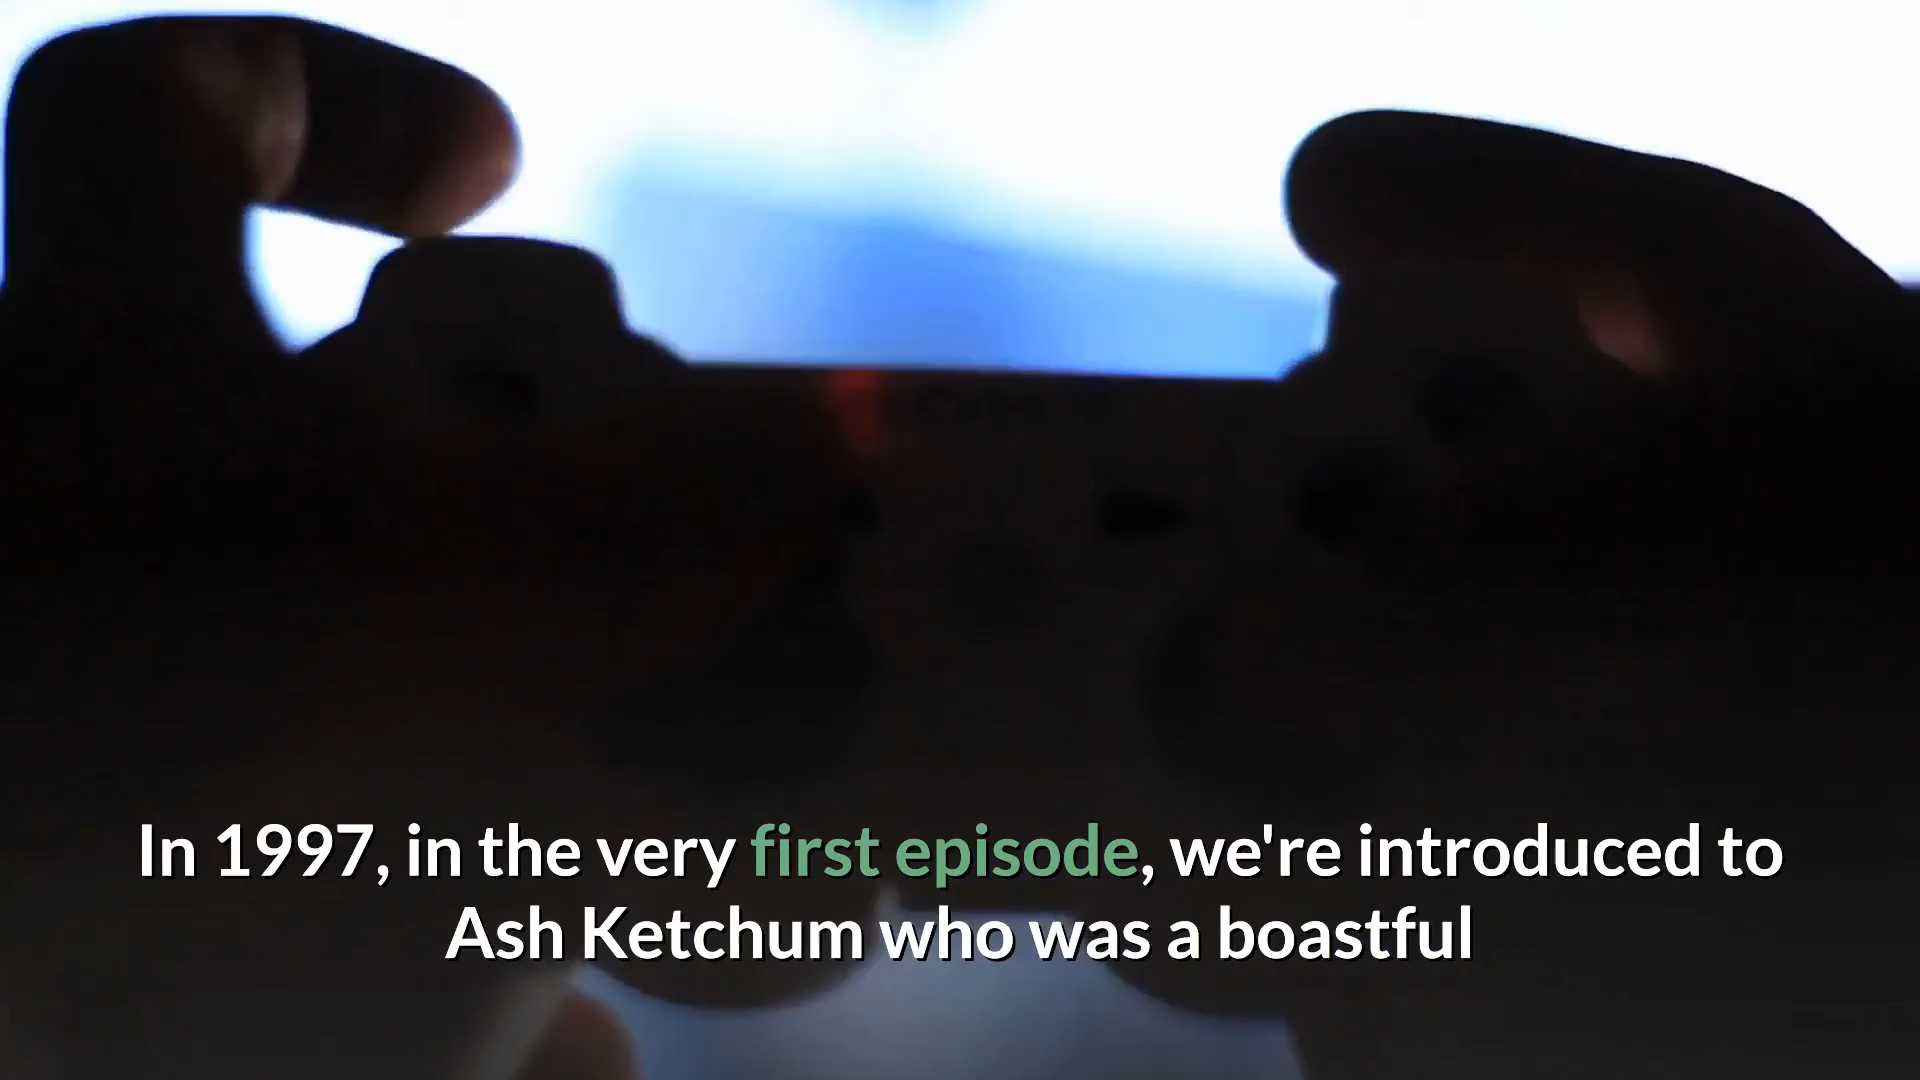 In 1997, in the very first episode, we're introduced to
Ash Ketchum who was a boastful